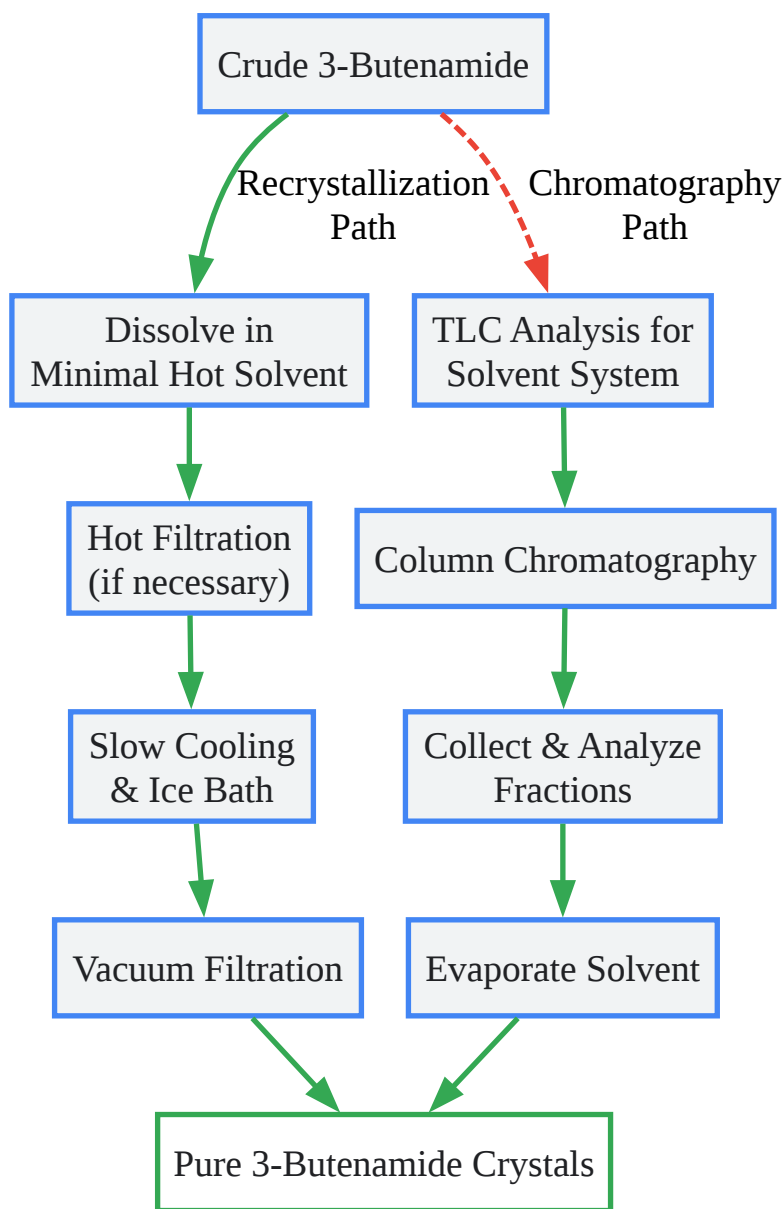 Crude 3-Butenamide
Recrystallization
Path
Chromatography
Path
Dissolve in
Minimal Hot Solvent
TLC Analysis for
Solvent System
Hot Filtration
(if necessary)
Column Chromatography
Slow Cooling
& Ice Bath
Collect & Analyze
Fractions
Vacuum Filtration
Evaporate Solvent
Pure 3-Butenamide Crystals